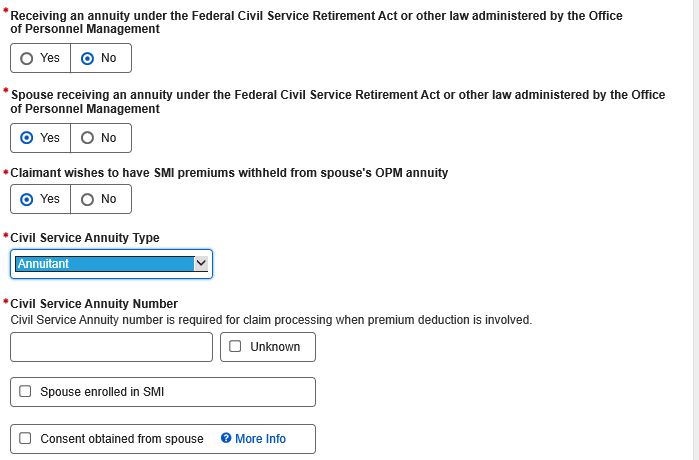 *Receiving an annuity under the Federal Civil Service Retirement Act or other law administered by the Office
of Personnel Management
Yes No
*Spouse receiving an annuity under the Federal Civil Service Retirement Act or other law administered by the Office
of Personnel Management
Yes No
*Claimant wishes to have SMI premiums withheld from spouse's OPM annuity
Yes No
*Civil Service Annuity Type
Annuitant
*Civil Service Annuity Number
Civil Service Annuity number is required for claim processing when premium deduction is involved.
Unknown
Spouse enrolled in SMI
Consent obtained from spouse ? More Info